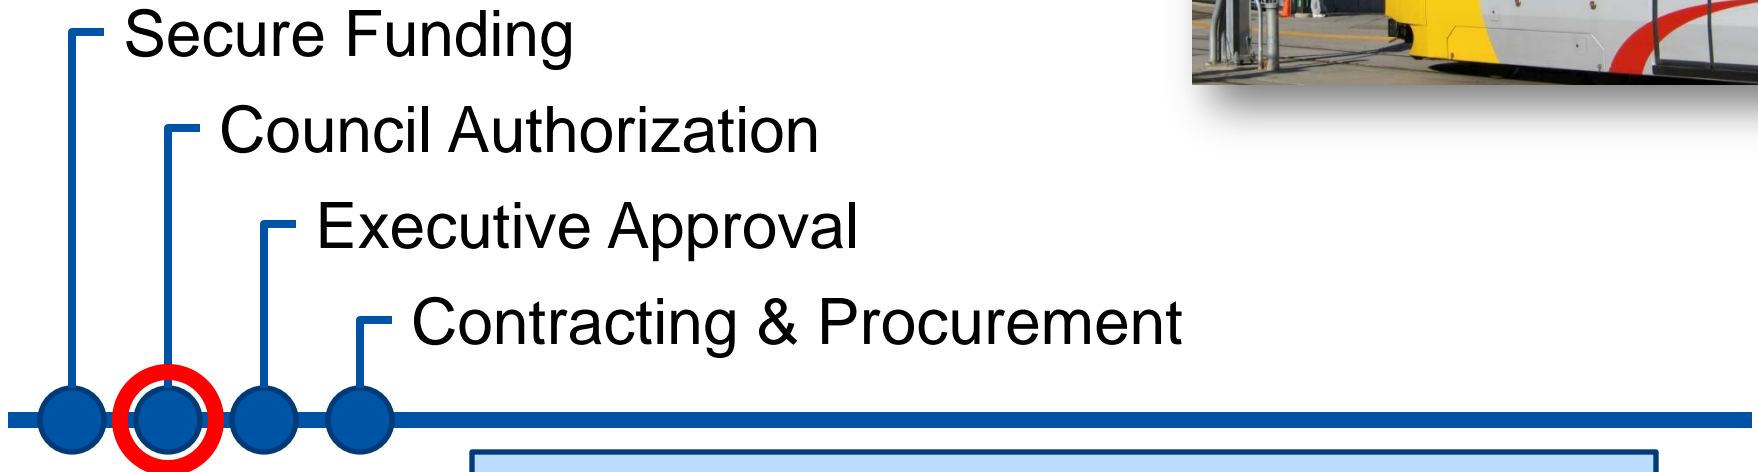 Secure Funding
Council Authorization
Executive Approval
Contracting & Procurement